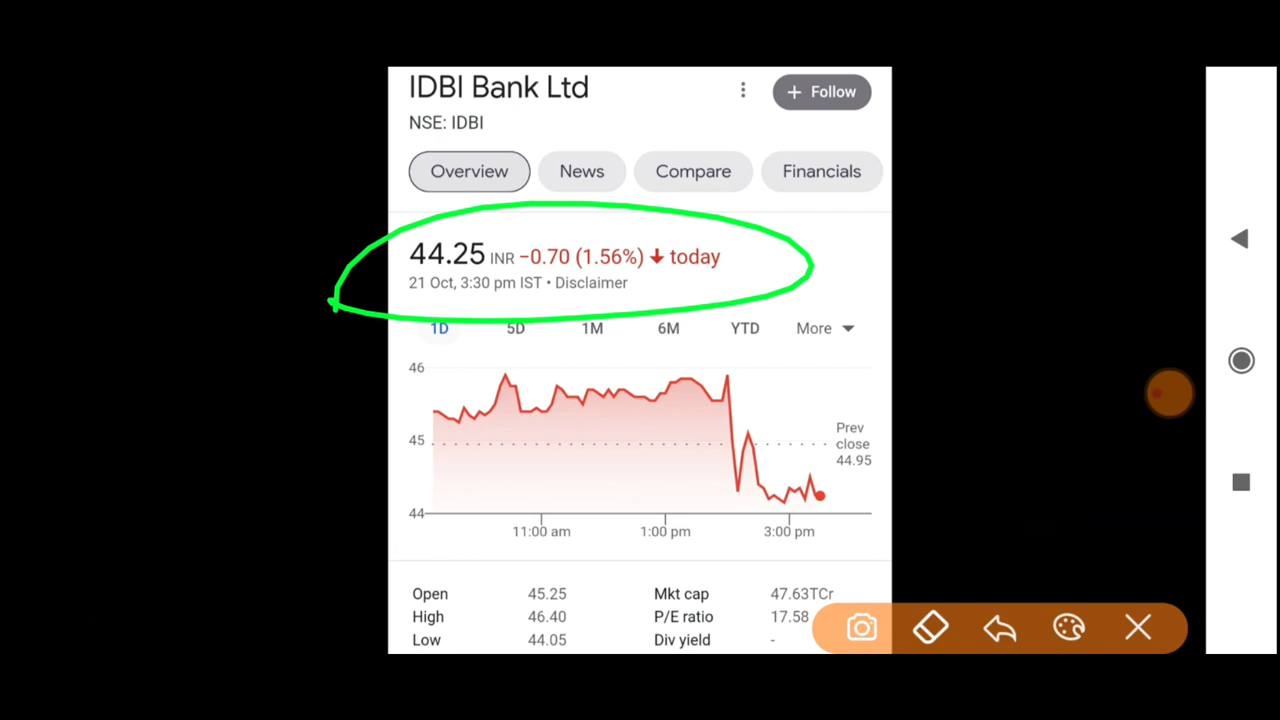 IDBI Bank Ltd
+ Follow
NSE: IDBI
Overview News Compare Financials
44.25 INR −0.70 (1.56%) ↓ today
21 Oct, 3:30 pm IST • Disclaimer
1D 5D 1M 6M YTD More
46
45
44
Prev
close
44.95
11:00 am 1:00 pm 3:00 pm
Open 45.25 Mkt cap 47.63TCr
High 46.40 P/E ratio 17.58
Low 44.05 Div yield -